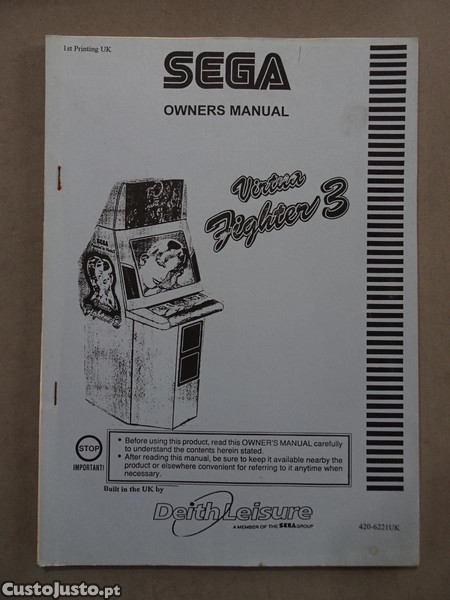 1st Printing UK
SEGA
OWNERS MANUAL
Virtua
Fighter 3
SEGA
STOP
IMPORTANT!
• Before using this product, read this OWNER'S MANUAL carefully
to understand the contents herein stated.
• After reading this manual, be sure to keep it available nearby the
product or elsewhere convenient for referring to it anytime when
necessary.
Built in the UK by
Deith Leisure
A MEMBER OF THE SEGA GROUP
420-6221UK
CustoJusto.pt